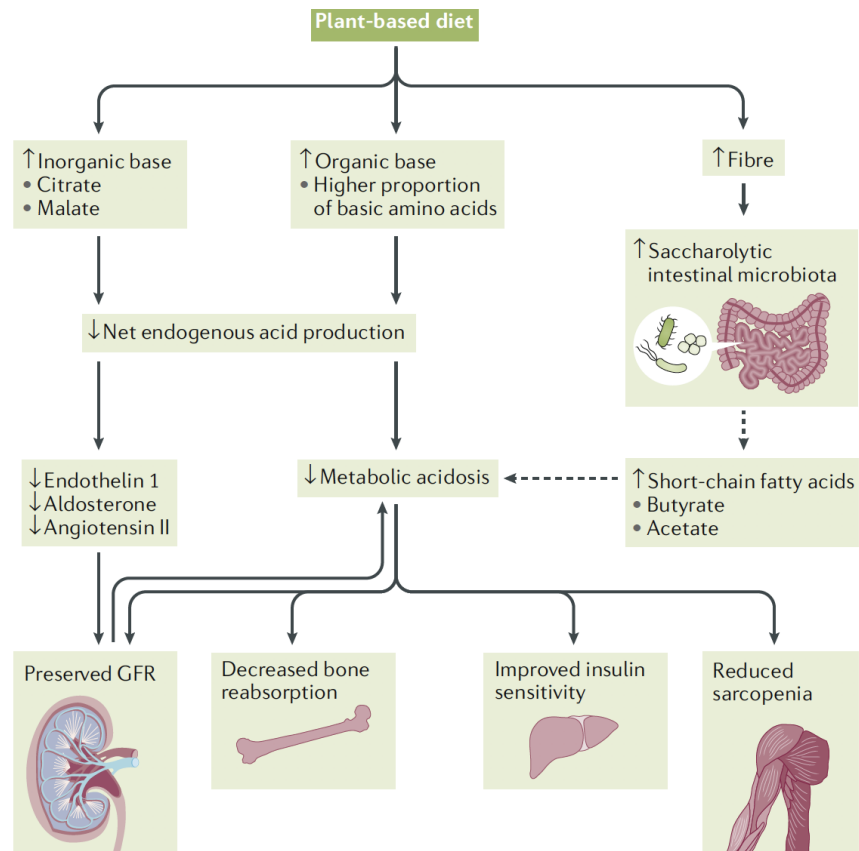 Plant-based diet
↑Inorganic base
• Citrate
• Malate
↑Organic base
• Higher proportion
of basic amino acids
↑Fibre
↑Saccharolytic
intestinal microbiota
↓Net endogenous acid production
↓Endothelin 1
↓Aldosterone
↓Angiotensin II
↓Metabolic acidosis
↑Short-chain fatty acids
• Butyrate
• Acetate
Preserved GFR
Decreased bone
reabsorption
Improved insulin
sensitivity
Reduced
sarcopenia